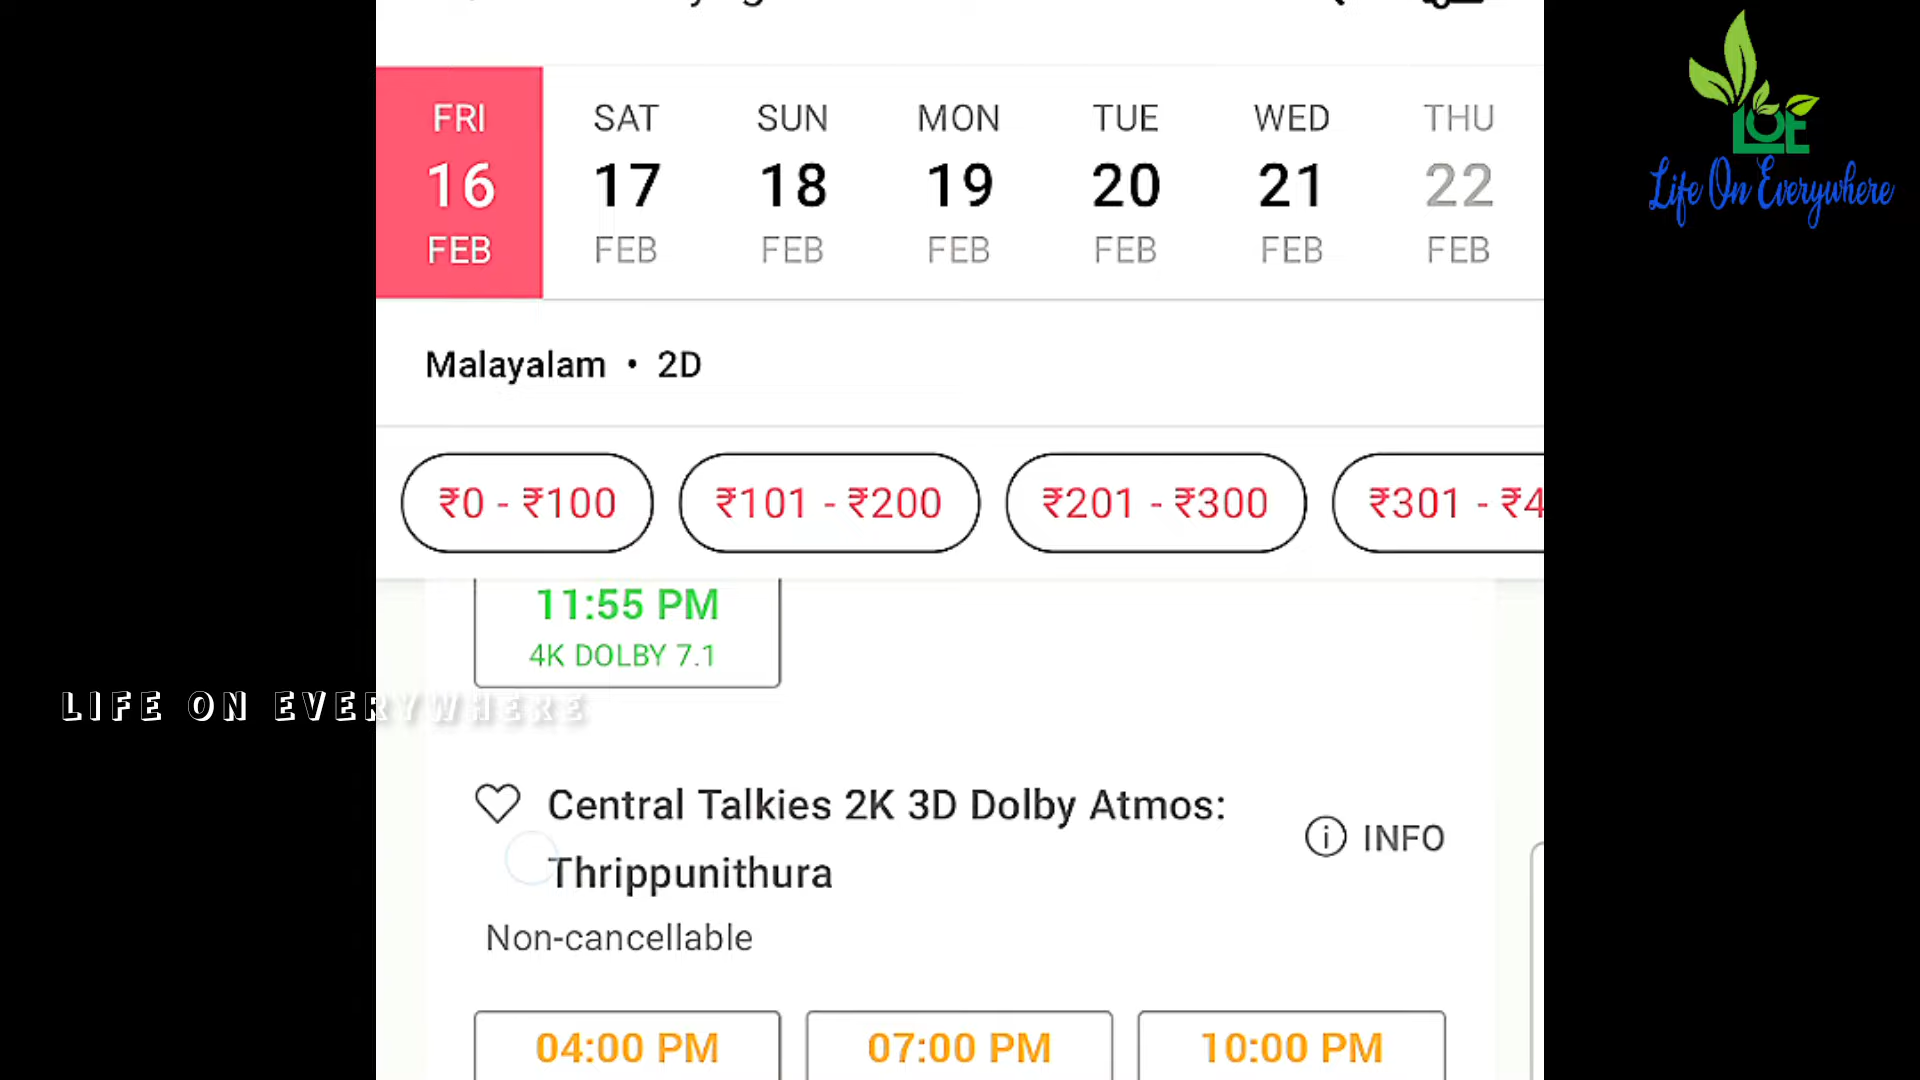 FRI SAT SUN MON TUE WED THU
16 17 18 19 20 21 22
FEB FEB FEB FEB FEB FEB FEB
LOE
Life On Everywhere
Malayalam • 2D
₹0 - ₹100 ₹101 - ₹200 ₹201 - ₹300 ₹301 - ₹4
11:55 PM
4K DOLBY 7.1
LIFE ON EVERYWHERE
Central Talkies 2K 3D Dolby Atmos:
Thrippunithura
INFO
Non-cancellable
04:00 PM 07:00 PM 10:00 PM